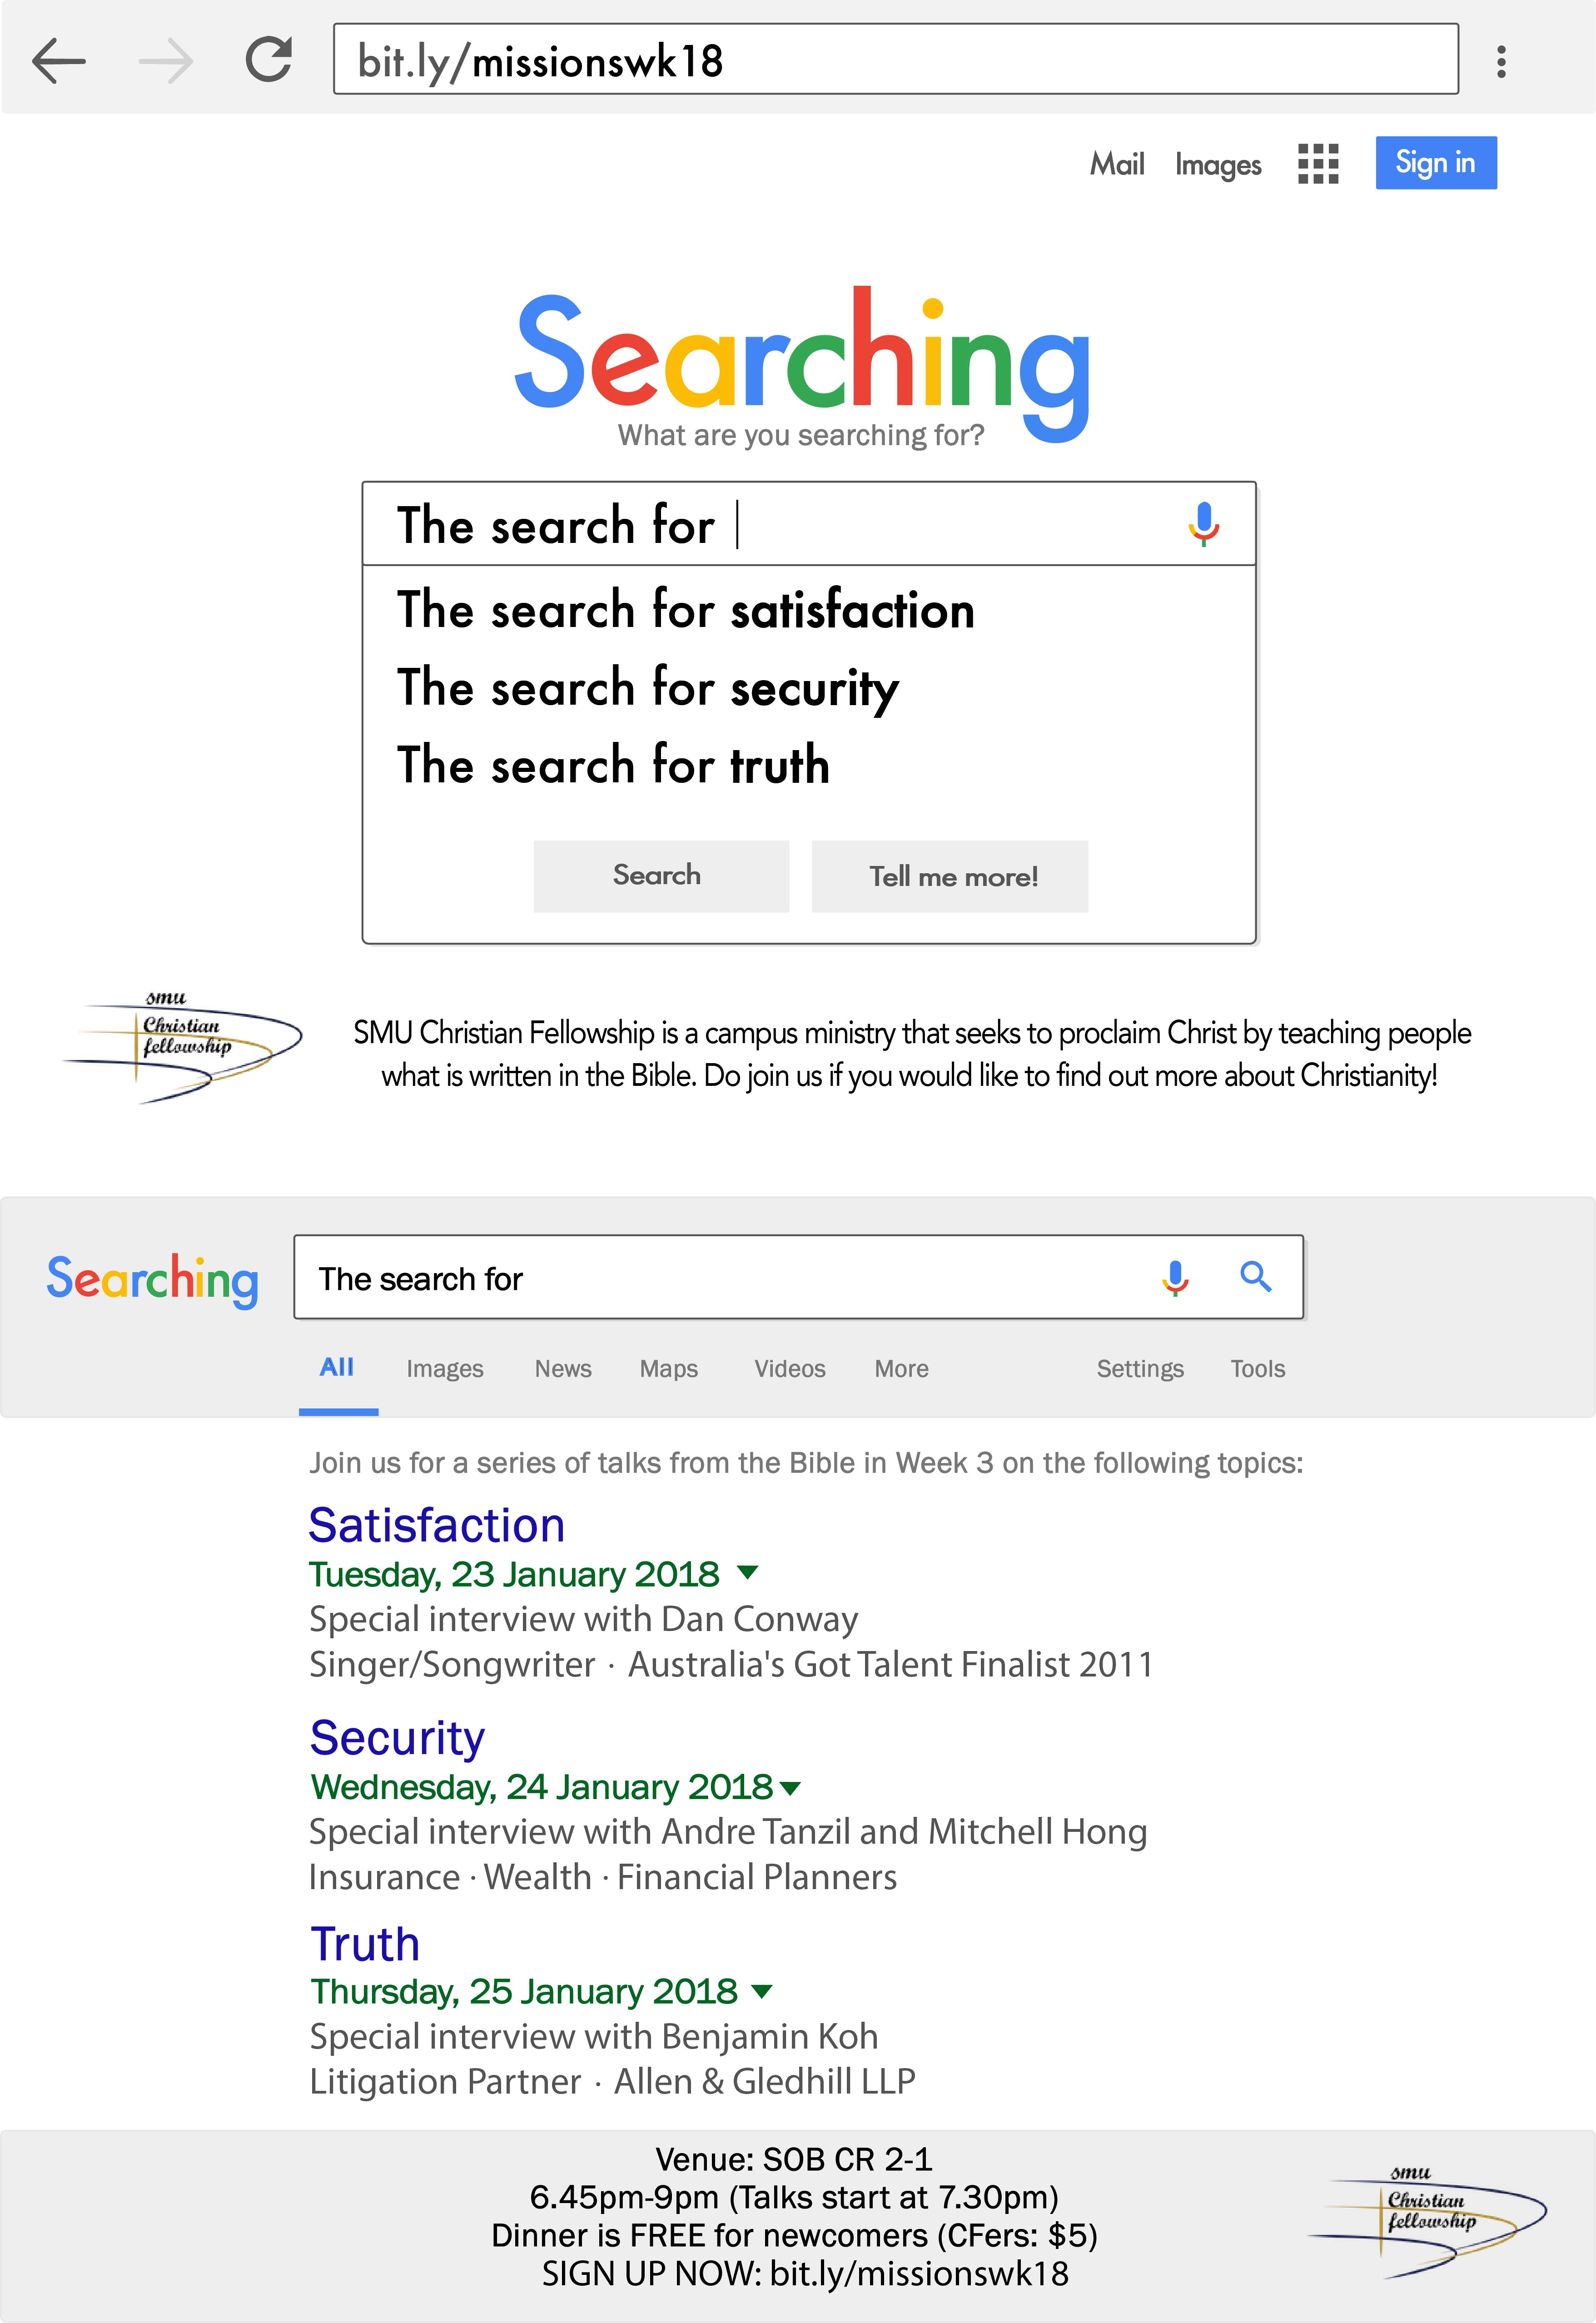 bit.ly/missionswk18
Mail Images Sign in
Searching
What are you searching for?
The search for
The search for satisfaction
The search for security
The search for truth
Search Tell me more!
smu
Christian
fellowship
SMU Christian Fellowship is a campus ministry that seeks to proclaim Christ by teaching people
what is written in the Bible. Do join us if you would like to find out more about Christianity!
Searching The search for
All Images News Maps Videos More Settings Tools
Join us for a series of talks from the Bible in Week 3 on the following topics:
Satisfaction
Tuesday, 23 January 2018
Special interview with Dan Conway
Singer/Songwriter · Australia's Got Talent Finalist 2011
Security
Wednesday, 24 January 2018
Special interview with Andre Tanzil and Mitchell Hong
Insurance · Wealth · Financial Planners
Truth
Thursday, 25 January 2018
Special interview with Benjamin Koh
Litigation Partner · Allen & Gledhill LLP
Venue: SOB CR 2-1
6.45pm-9pm (Talks start at 7.30pm)
Dinner is FREE for newcomers (CFers: $5)
SIGN UP NOW: bit.ly/missionswk18
smu
Christian
fellowship